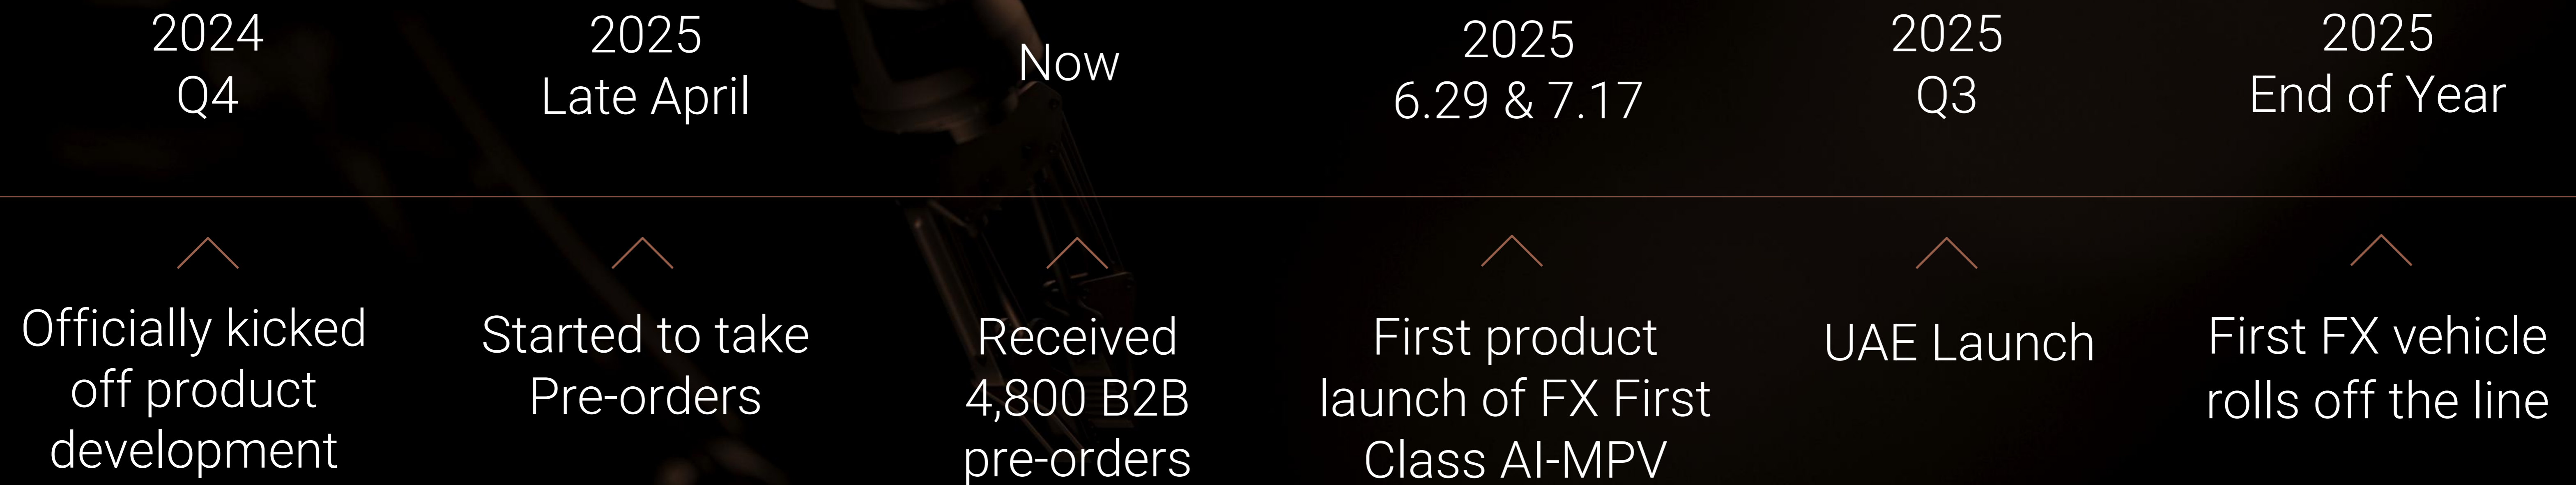 2024
Q4
2025
Late April
Now
2025
6.29 & 7.17
2025
Q3
2025
End of Year
Officially kicked
off product
development
Started to take
Pre-orders
Received
4,800 B2B
pre-orders
First product
launch of FX First
Class AI-MPV
UAE Launch
First FX vehicle
rolls off the line